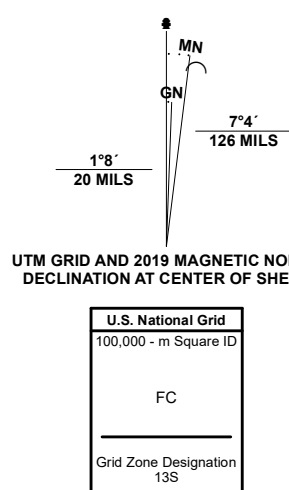 MN
GN
7°4´
126 MILS
1°8´
20 MILS
UTM GRID AND 2019 MAGNETIC NO
DECLINATION AT CENTER OF SHE
U.S. National Grid
100,000 - m Square ID
FC
Grid Zone Designation
13S